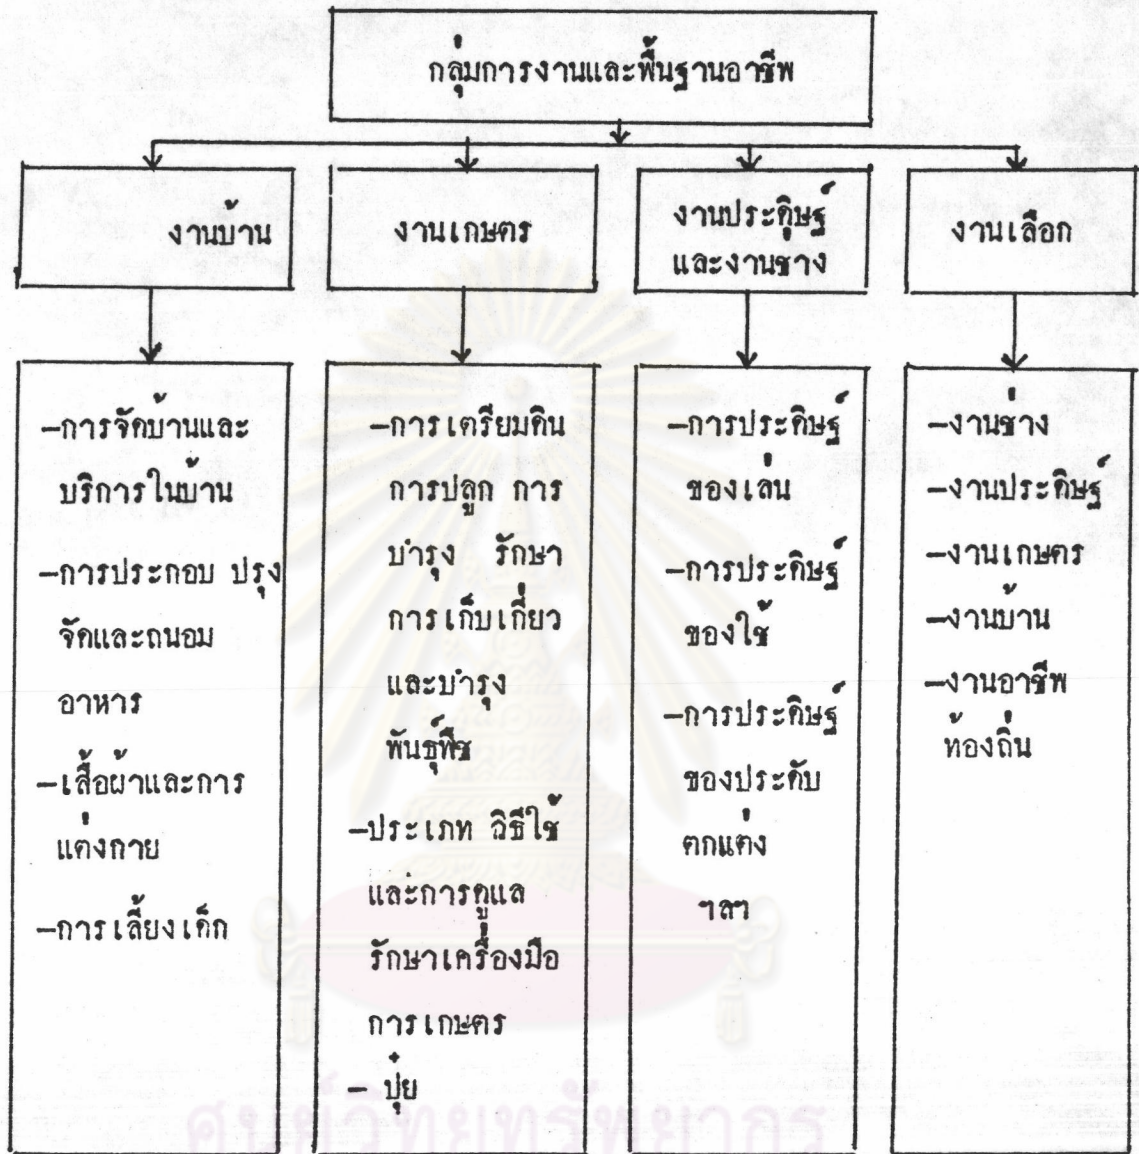 กลุ่มการงานและพื้นฐานอาชีพ
งานบ้าน
งานเกษตร
งานประดิษฐ์
และงานช่าง
งานเลือก
—การจัดบ้านและ
บริการในบ้าน
—การประกอบ ปรุง
จัดและถนอม
อาหาร
—เสื้อผ้าและการ
แต่งกาย
—การเลี้ยงเด็ก
—การเตรียมดิน
การปลูก การ
บำรุง รักษา
การเก็บเกี่ยว
และบำรุง
พันธุ์พืช
—ประเภท วิธีใช้
และการดูแล
รักษาเครื่องมือ
การเกษตร
— ปุ๋ย
—การประดิษฐ์
ของเล่น
—การประดิษฐ์
ของใช้
—การประดิษฐ์
ของประดับ
ตกแต่ง
ฯลฯ
—งานช่าง
—งานประดิษฐ์
—งานเกษตร
—งานบ้าน
—งานอาชีพ
ท้องถิ่น
ศูนย์วิทยทรัพยากร